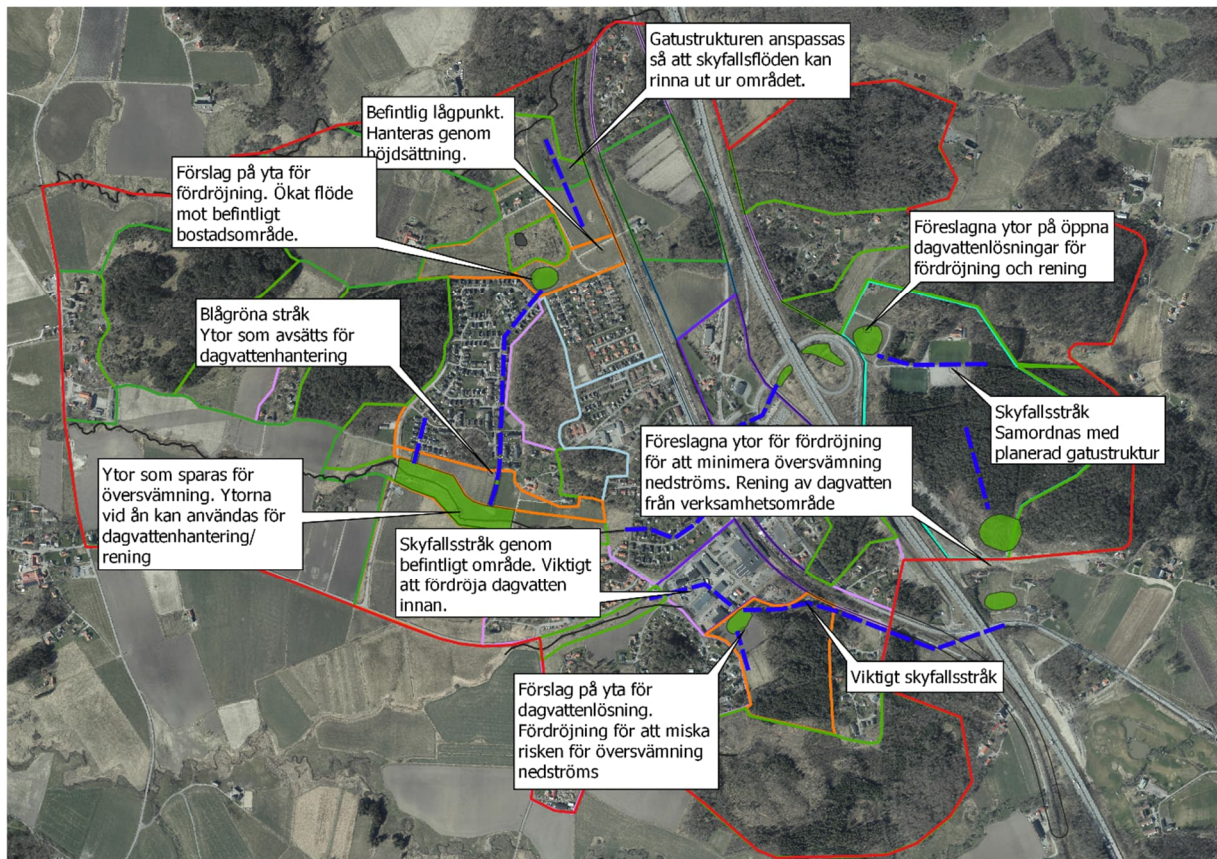 Gatustrukturen anspassas
så att skyfallsflöden kan
rinna ut ur området.
Befintlig lågpunkt.
Hanteras genom
höjdsättning.
Förslag på yta för
fördröjning. Ökat flöde
mot befintligt
bostadsområde.
Föreslagna ytor på öppna
dagvattenlösningar för
fördröjning och rening
Blågröna stråk
Ytor som avsätts för
dagvattenhantering
Skyfallsstråk
Samordnas med
planerad gatustruktur
Föreslagna ytor för fördröjning
för att minimera översvämning
nedströms. Rening av dagvatten
från verksamhetsområde
Ytor som sparas för
översvämning. Ytorna
vid ån kan användas för
dagvattenhantering/
rening
Skyfallsstråk genom
befintligt område. Viktigt
att fördröja dagvatten
innan.
Viktigt skyfallsstråk
Förslag på yta för
dagvattenlösning.
Fördröjning för att miska
risken för översvämning
nedströms